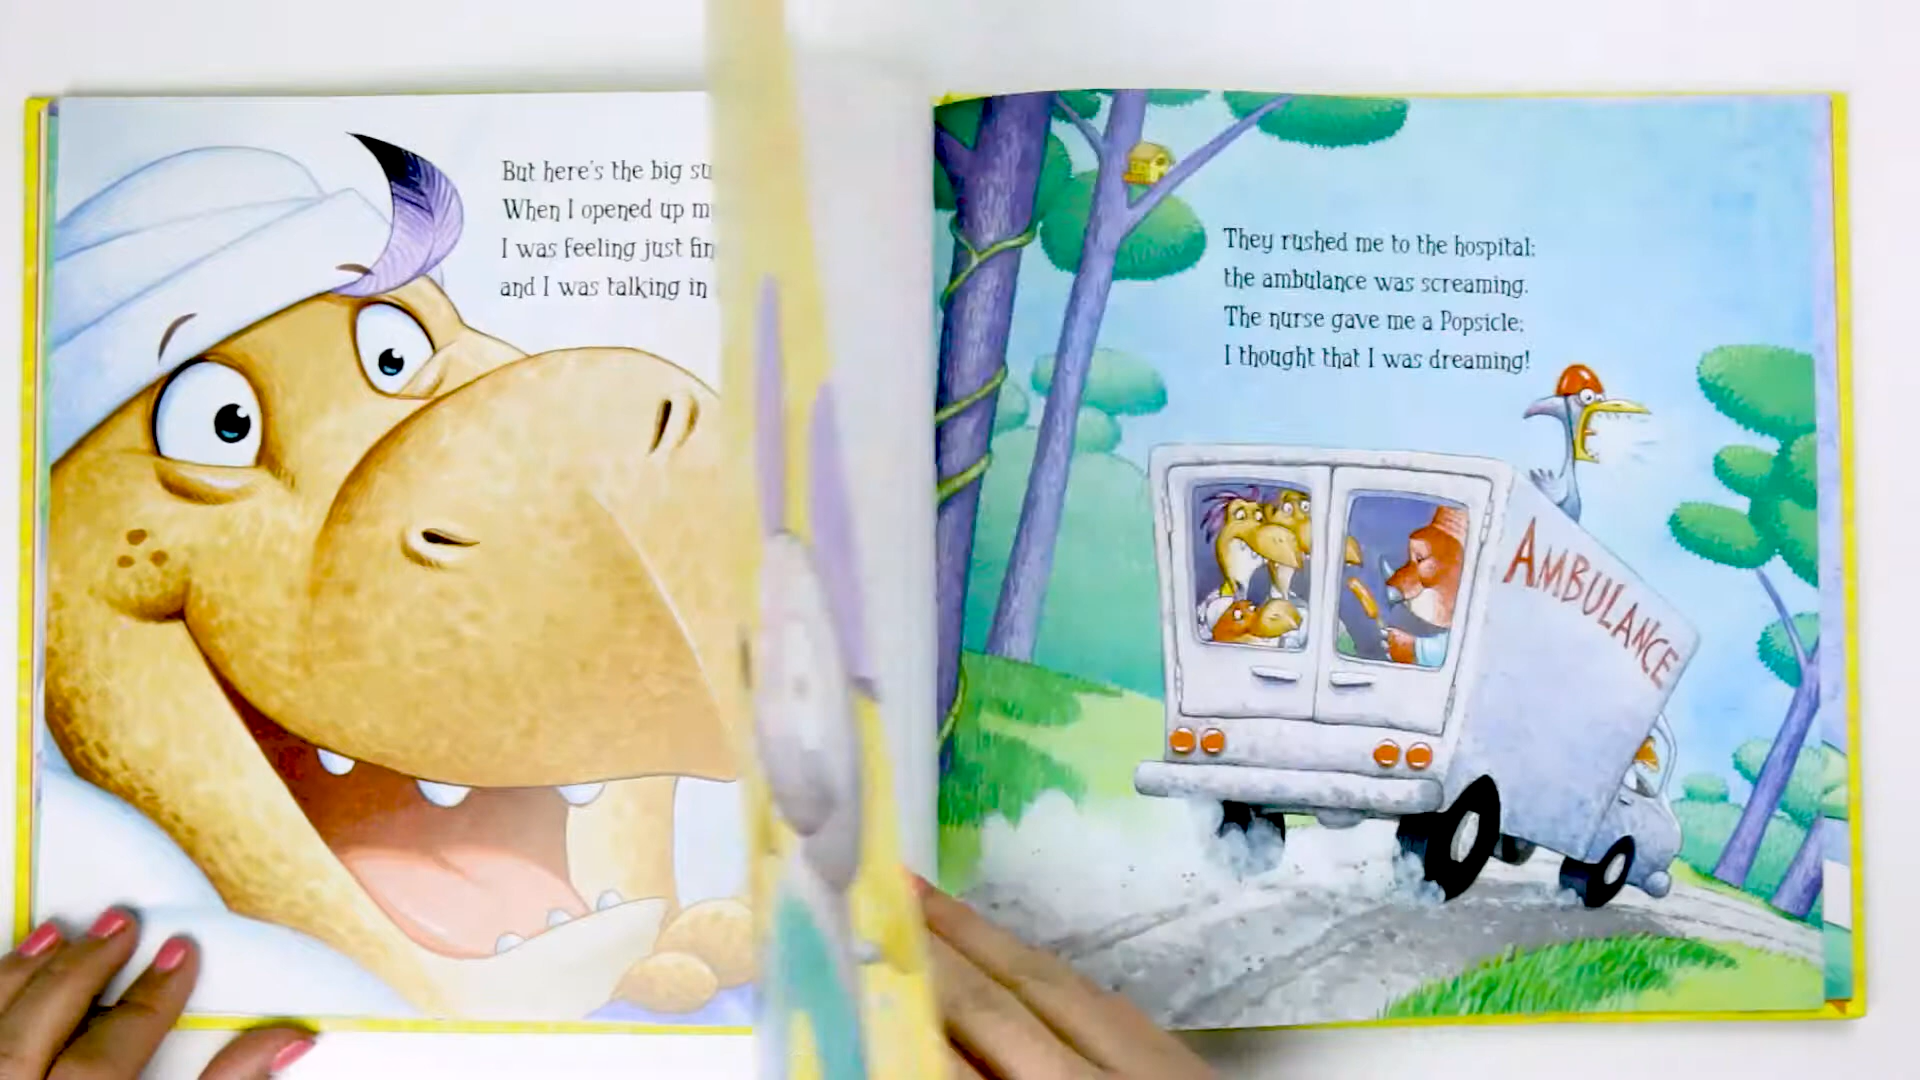 But here's the big
When I opened up
I was feeling just
and I was talking in
They rushed me to the hospital;
the ambulance was screaming.
The nurse gave me a Popsicle;
I thought that I was dreaming!
AMBULANCE